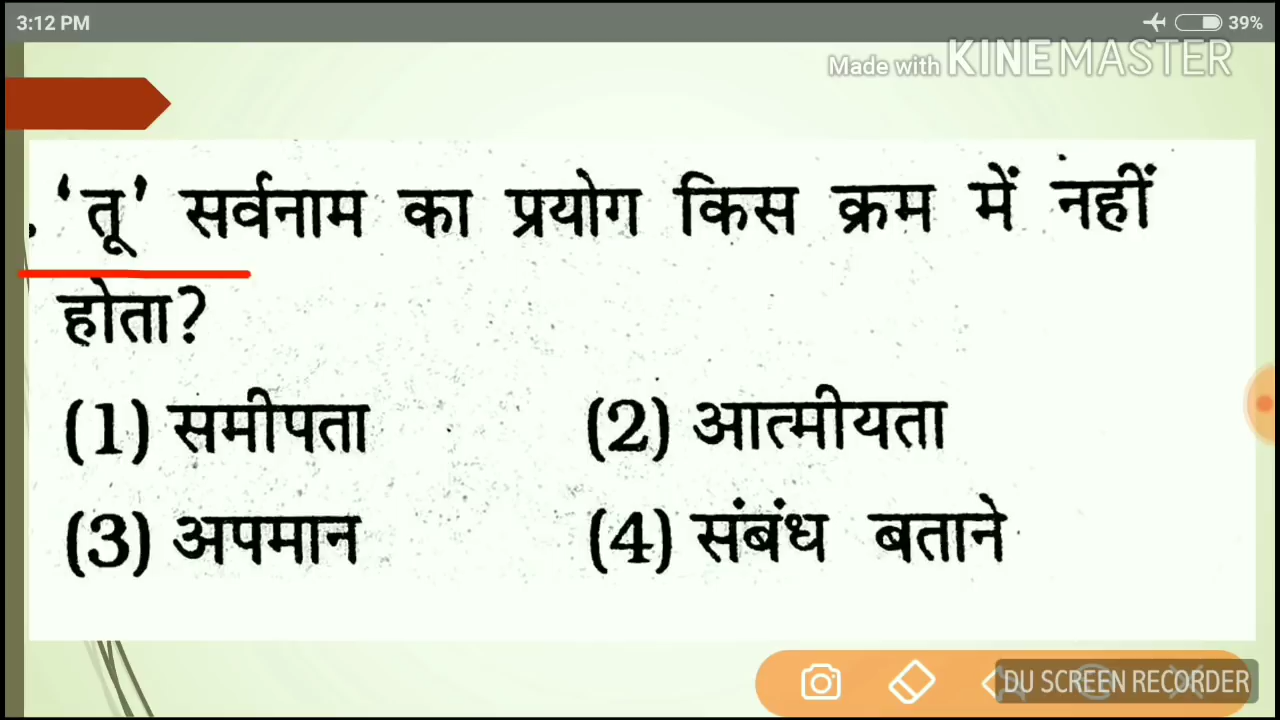 3:12 PM
39%
Made with KINEMASTER
. 'तू' सर्वनाम का प्रयोग किस क्रम में नहीं
होता?
(1) समीपता (2) आत्मीयता
(3) अपमान (4) संबंध बताने
DU SCREEN RECORDER